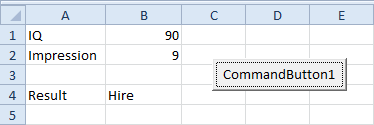 A B C D E
1 IQ 90
2 Impression 9
CommandButton1
3
4 Result Hire
5